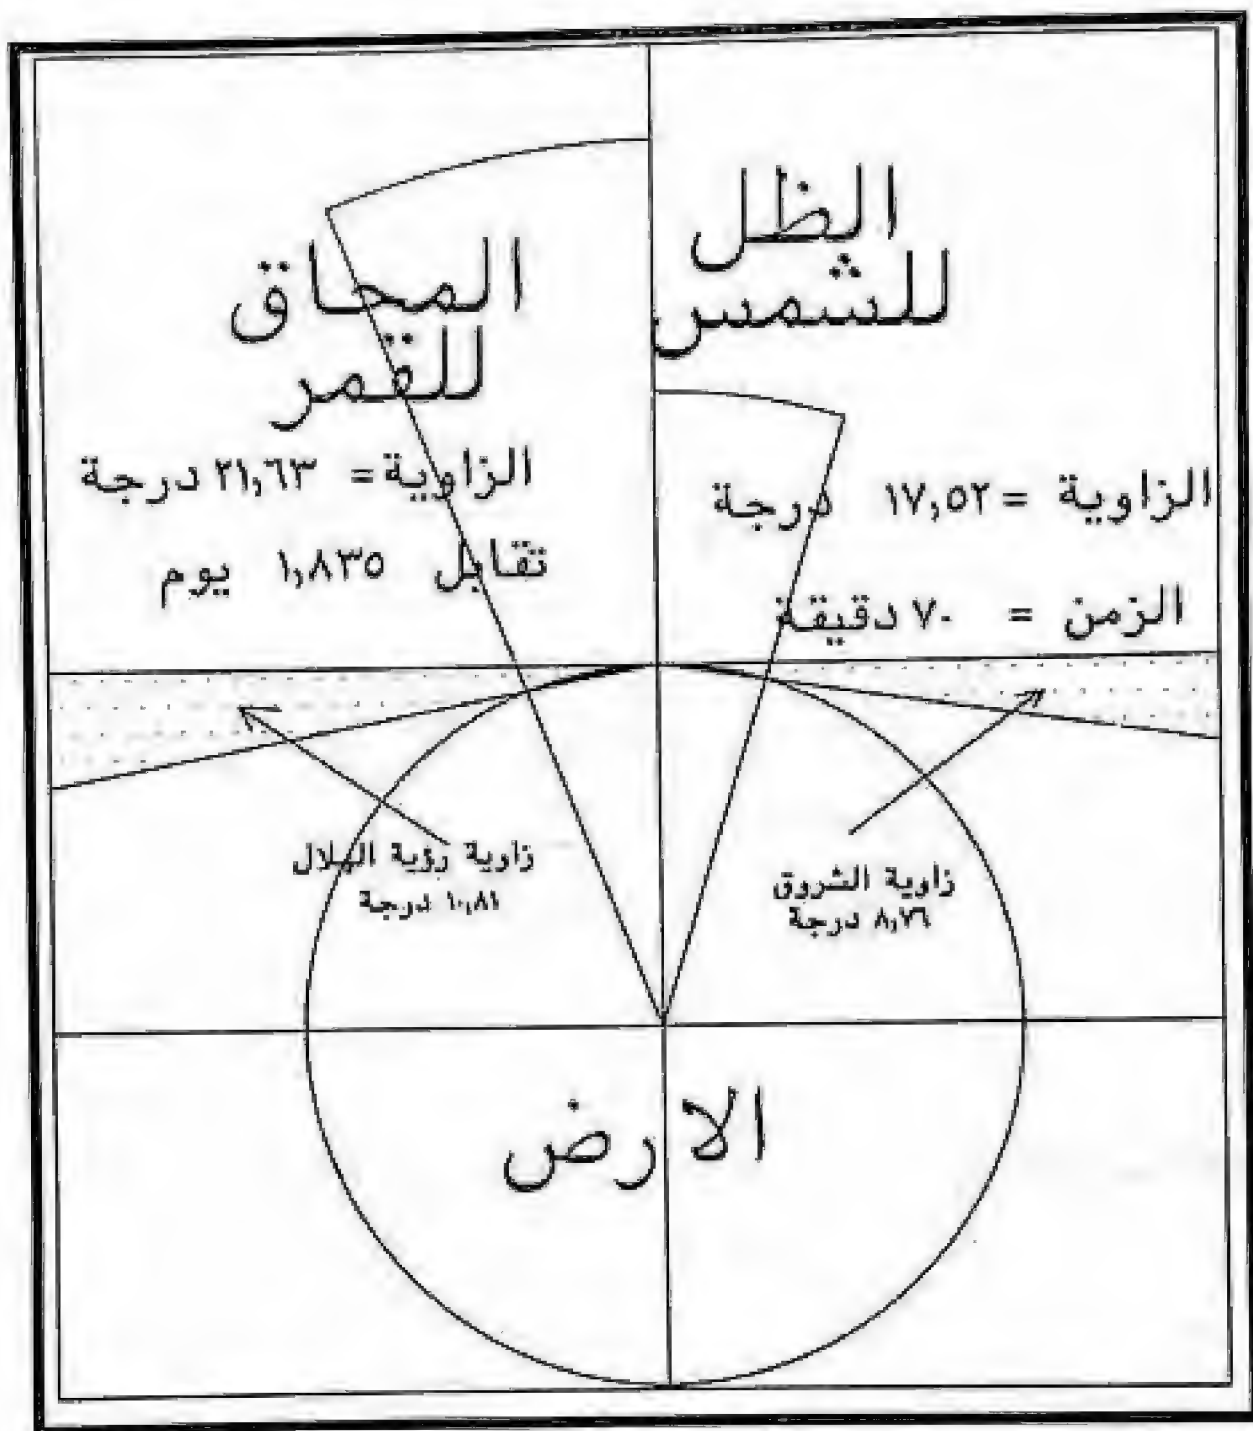 الظل
للشمس
الزاوية = ١٧,٥٢ درجة
الزمن = ٧٠ دقيقة
المحاق
للقمر
الزاوية = ٢١,٦٣ درجة
تقابل ١,٨٣٥ يوم
زاوية الشروق
٨,٧٦ درجة
زاوية رؤية الهلال
١٠,٨١ درجة
الارض